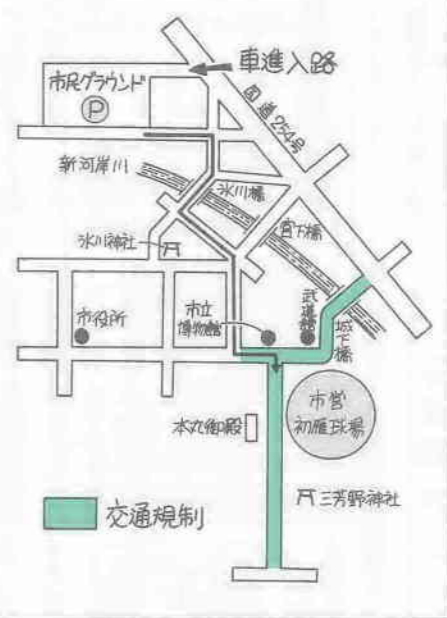 車進入路
市民グラウンド
P
国道254号
新河岸川
氷川橋
宮下橋
氷川神社
市役所
市立
博物館
武道館
城下橋
本丸御殿
市営
初雁球場
三芳野神社
交通規制